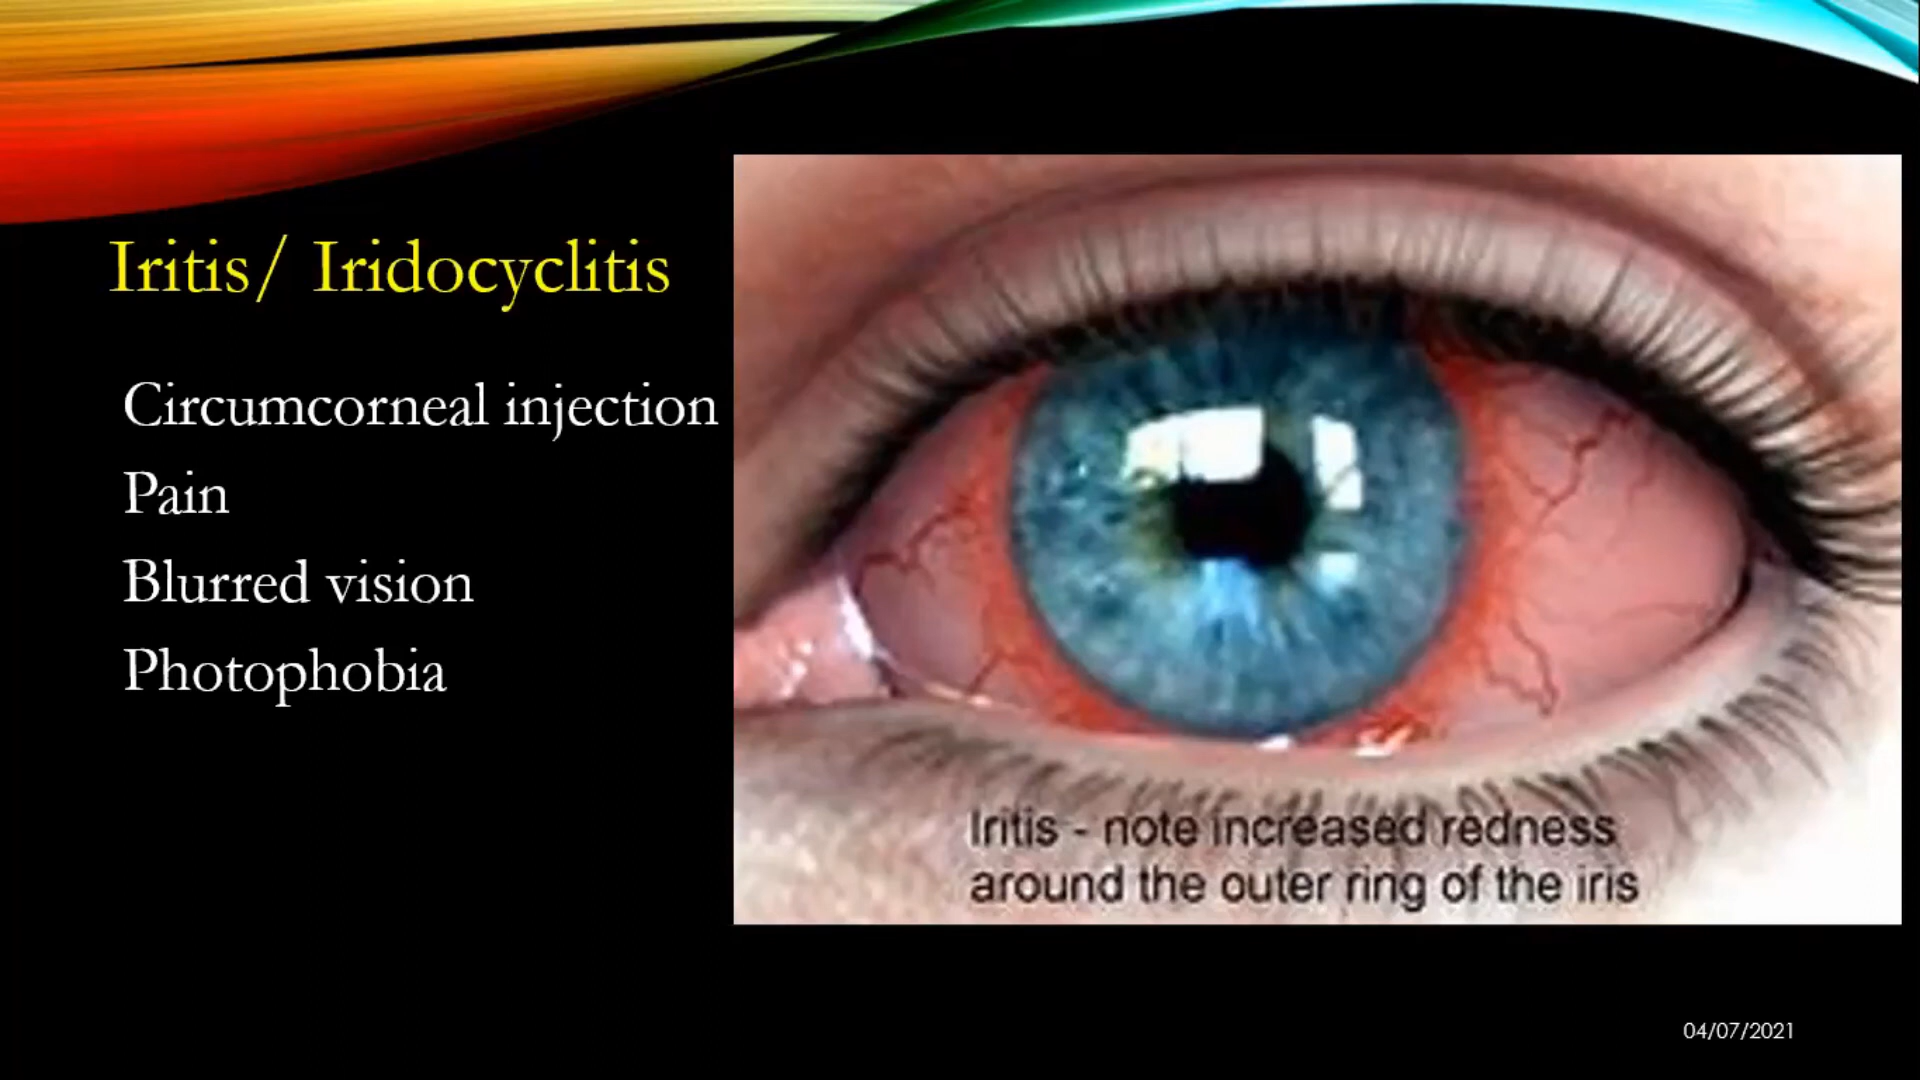 Iritis/ Iridocyclitis
Circumcorneal injection
Pain
Blurred vision
Photophobia
Iritis - note increased redness
around the outer ring of the iris
04/07/2021